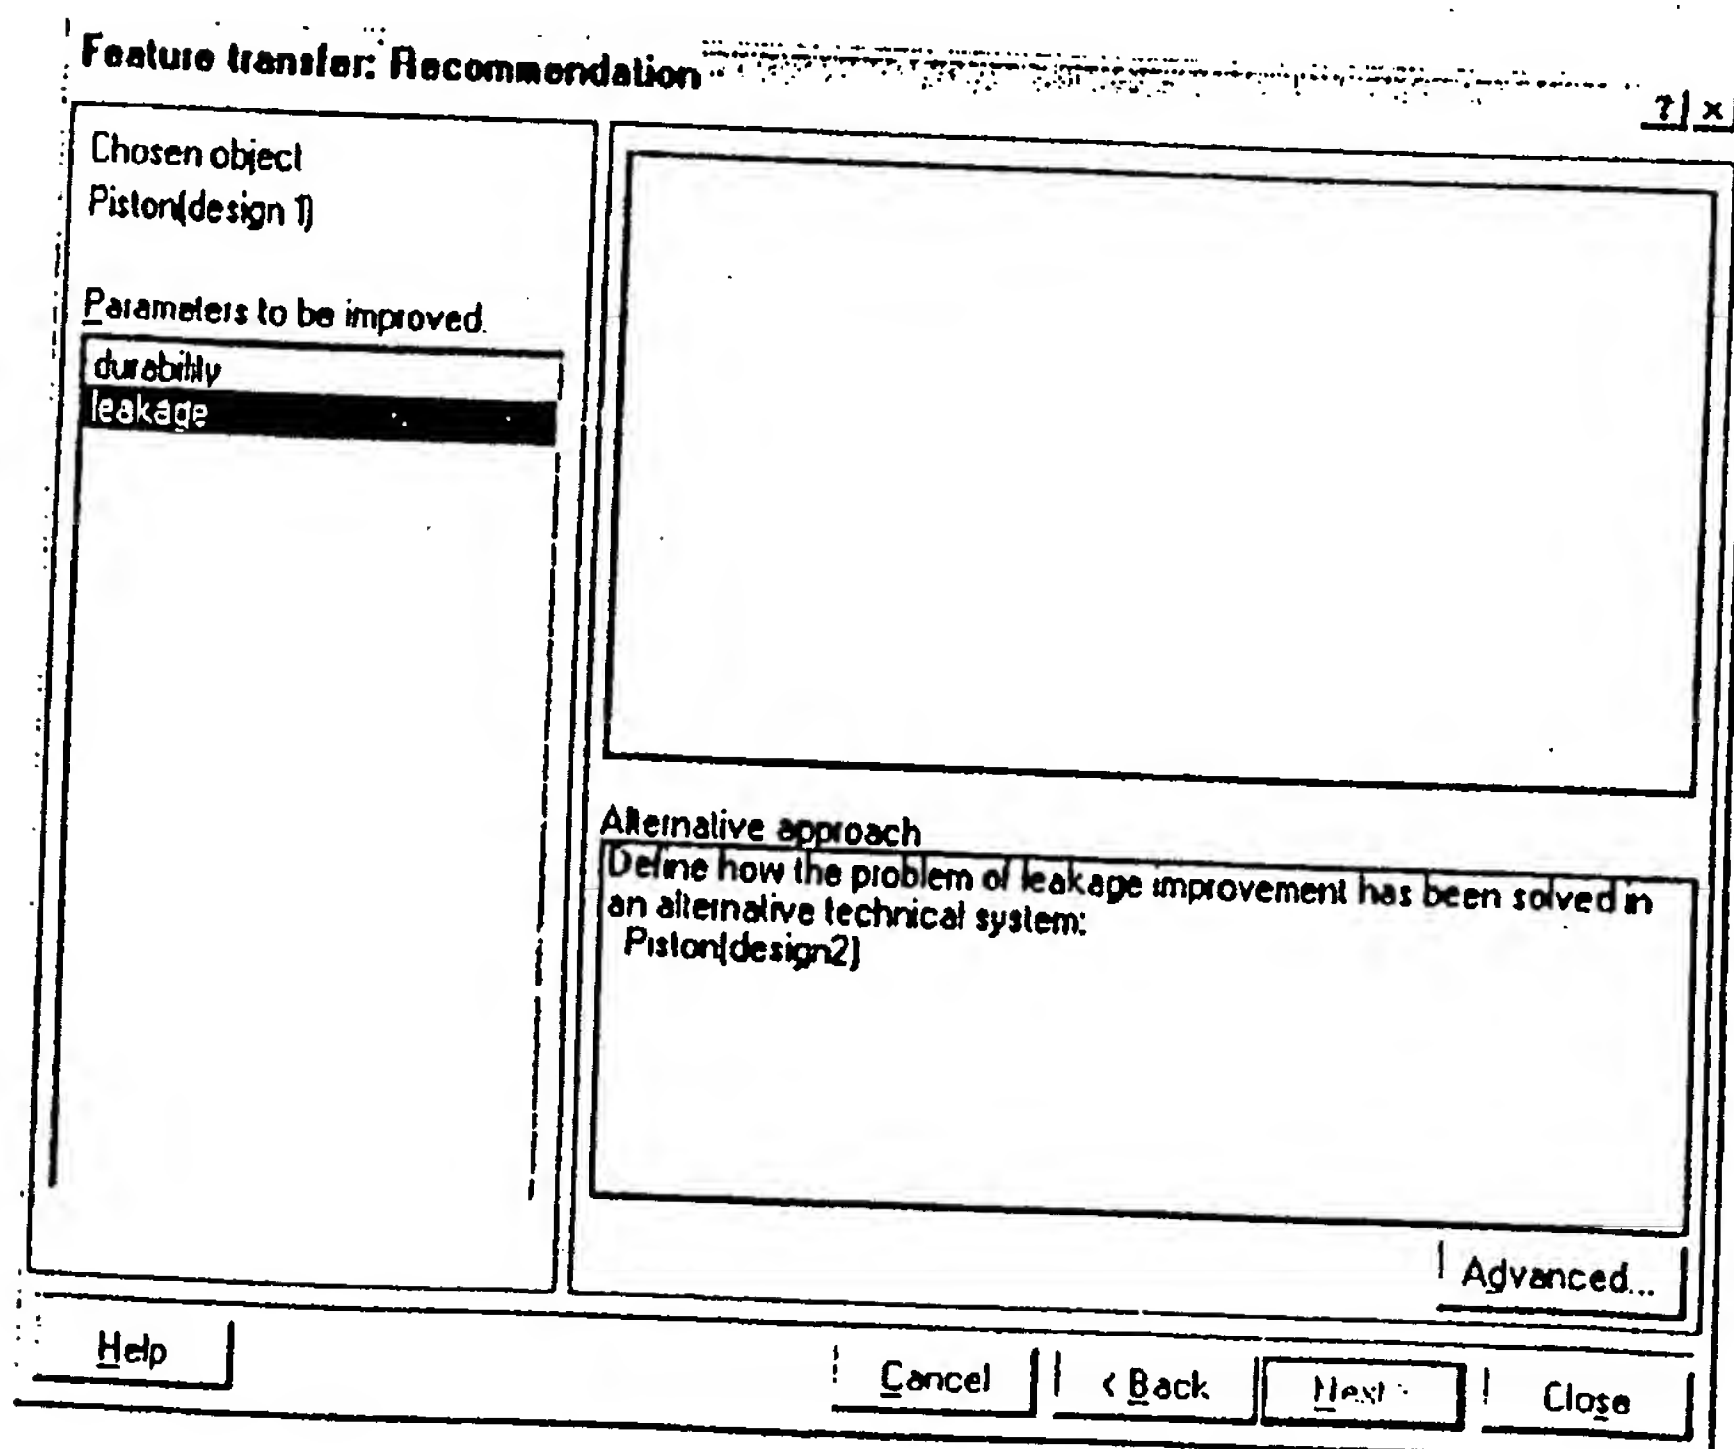 Feature transfer: Recommendation
? x
Chosen object
Piston(design 1)
Parameters to be improved.
durability
leakage
Alternative approach
Define how the problem of leakage improvement has been solved in
an alternative technical system:
Piston(design2)
Advanced...
Help
Cancel
< Back
Next >
Close